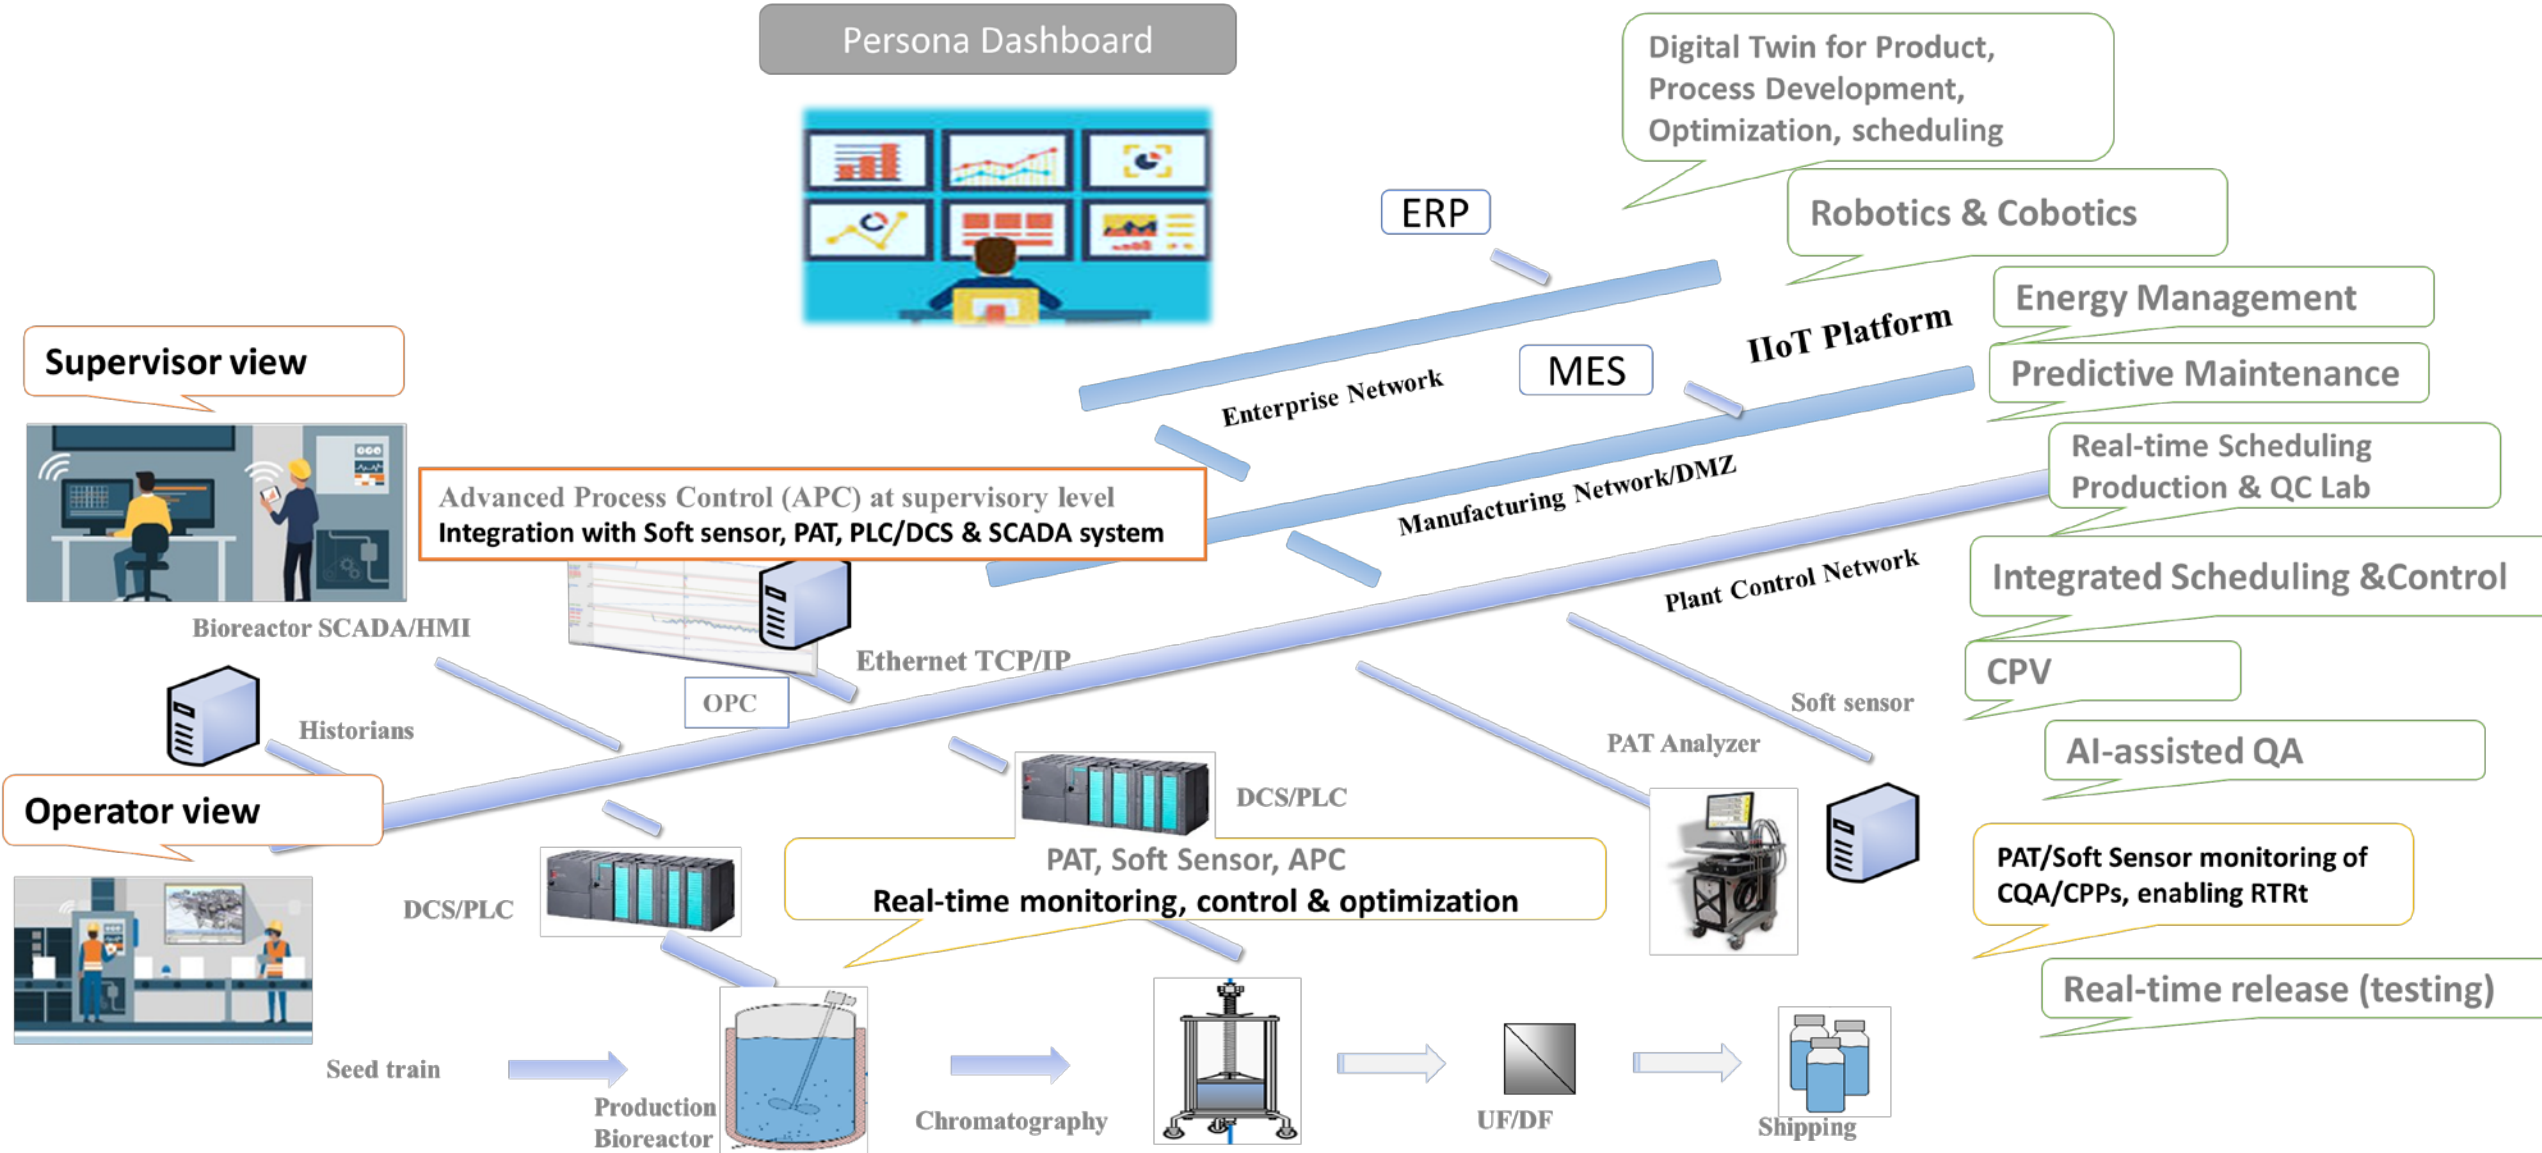 Persona Dashboard
Digital Twin for Product,
Process Development,
Optimization, scheduling
ERP
Robotics & Cobotics
Energy Management
IIoT Platform
MES
Enterprise Network
Predictive Maintenance
Supervisor view
Real-time Scheduling
Production & QC Lab
Manufacturing Network/DMZ
Advanced Process Control (APC) at supervisory level
Integration with Soft sensor, PAT, PLC/DCS & SCADA system
Plant Control Network
Integrated Scheduling &Control
Bioreactor SCADA/HMI
Ethernet TCP/IP
CPV
OPC
Soft sensor
Historians
PAT Analyzer
AI-assisted QA
Operator view
DCS/PLC
PAT, Soft Sensor, APC
Real-time monitoring, control & optimization
PAT/Soft Sensor monitoring of
CQA/CPPs, enabling RTRt
DCS/PLC
Real-time release (testing)
Seed train
Production
Bioreactor
Chromatography
UF/DF
Shipping